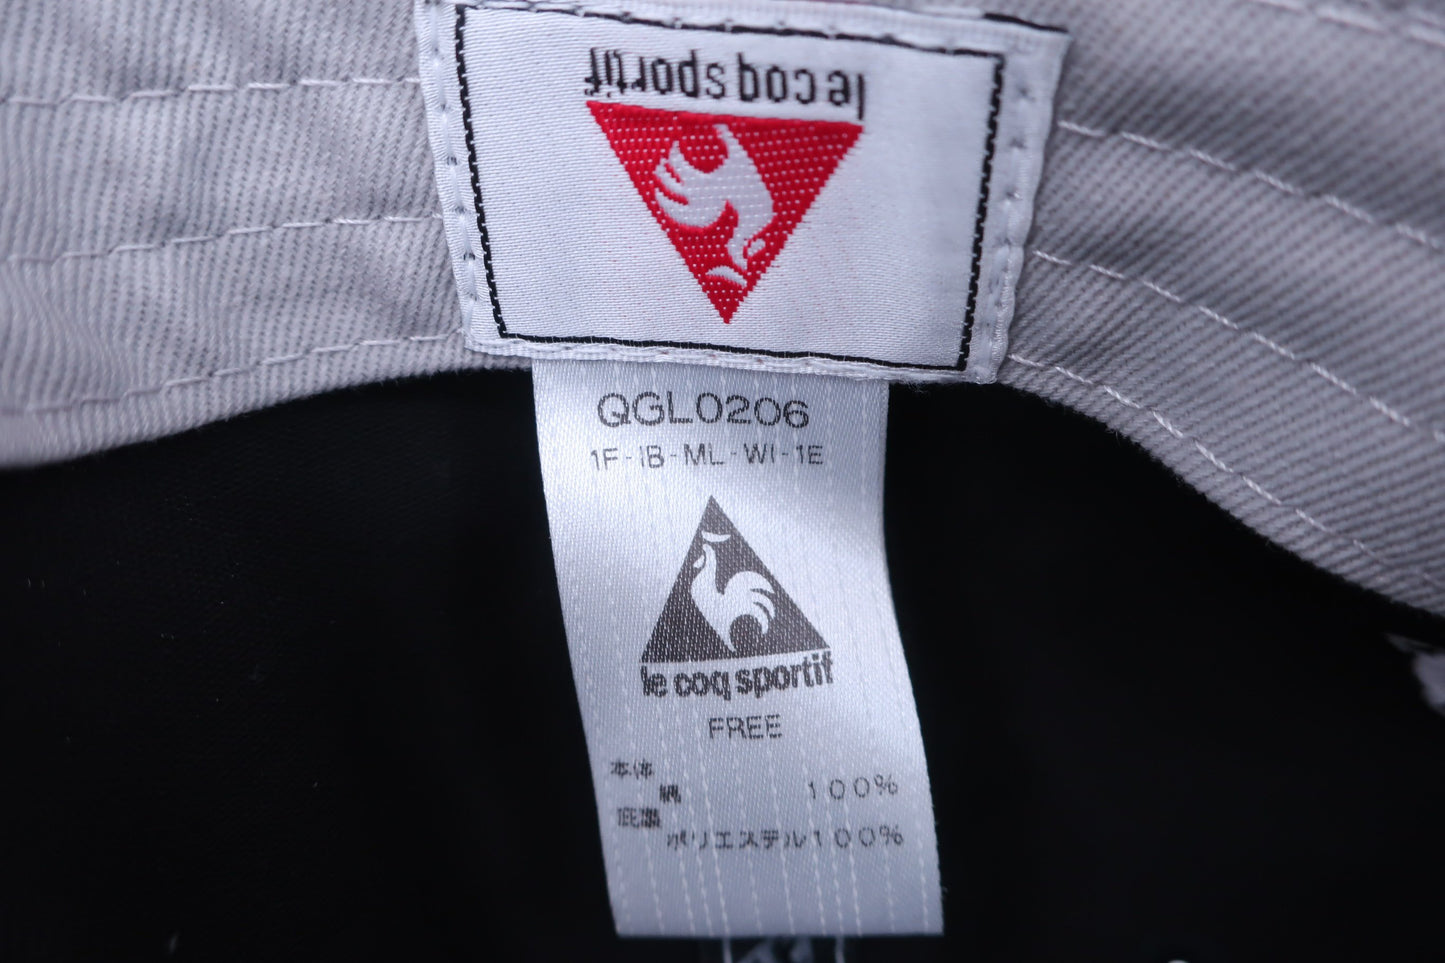 le coq sportif
QGL0206
1F-IB-ML-WI-1E
le coq sportif
FREE
本体
綿 100%
ポリエステル100%